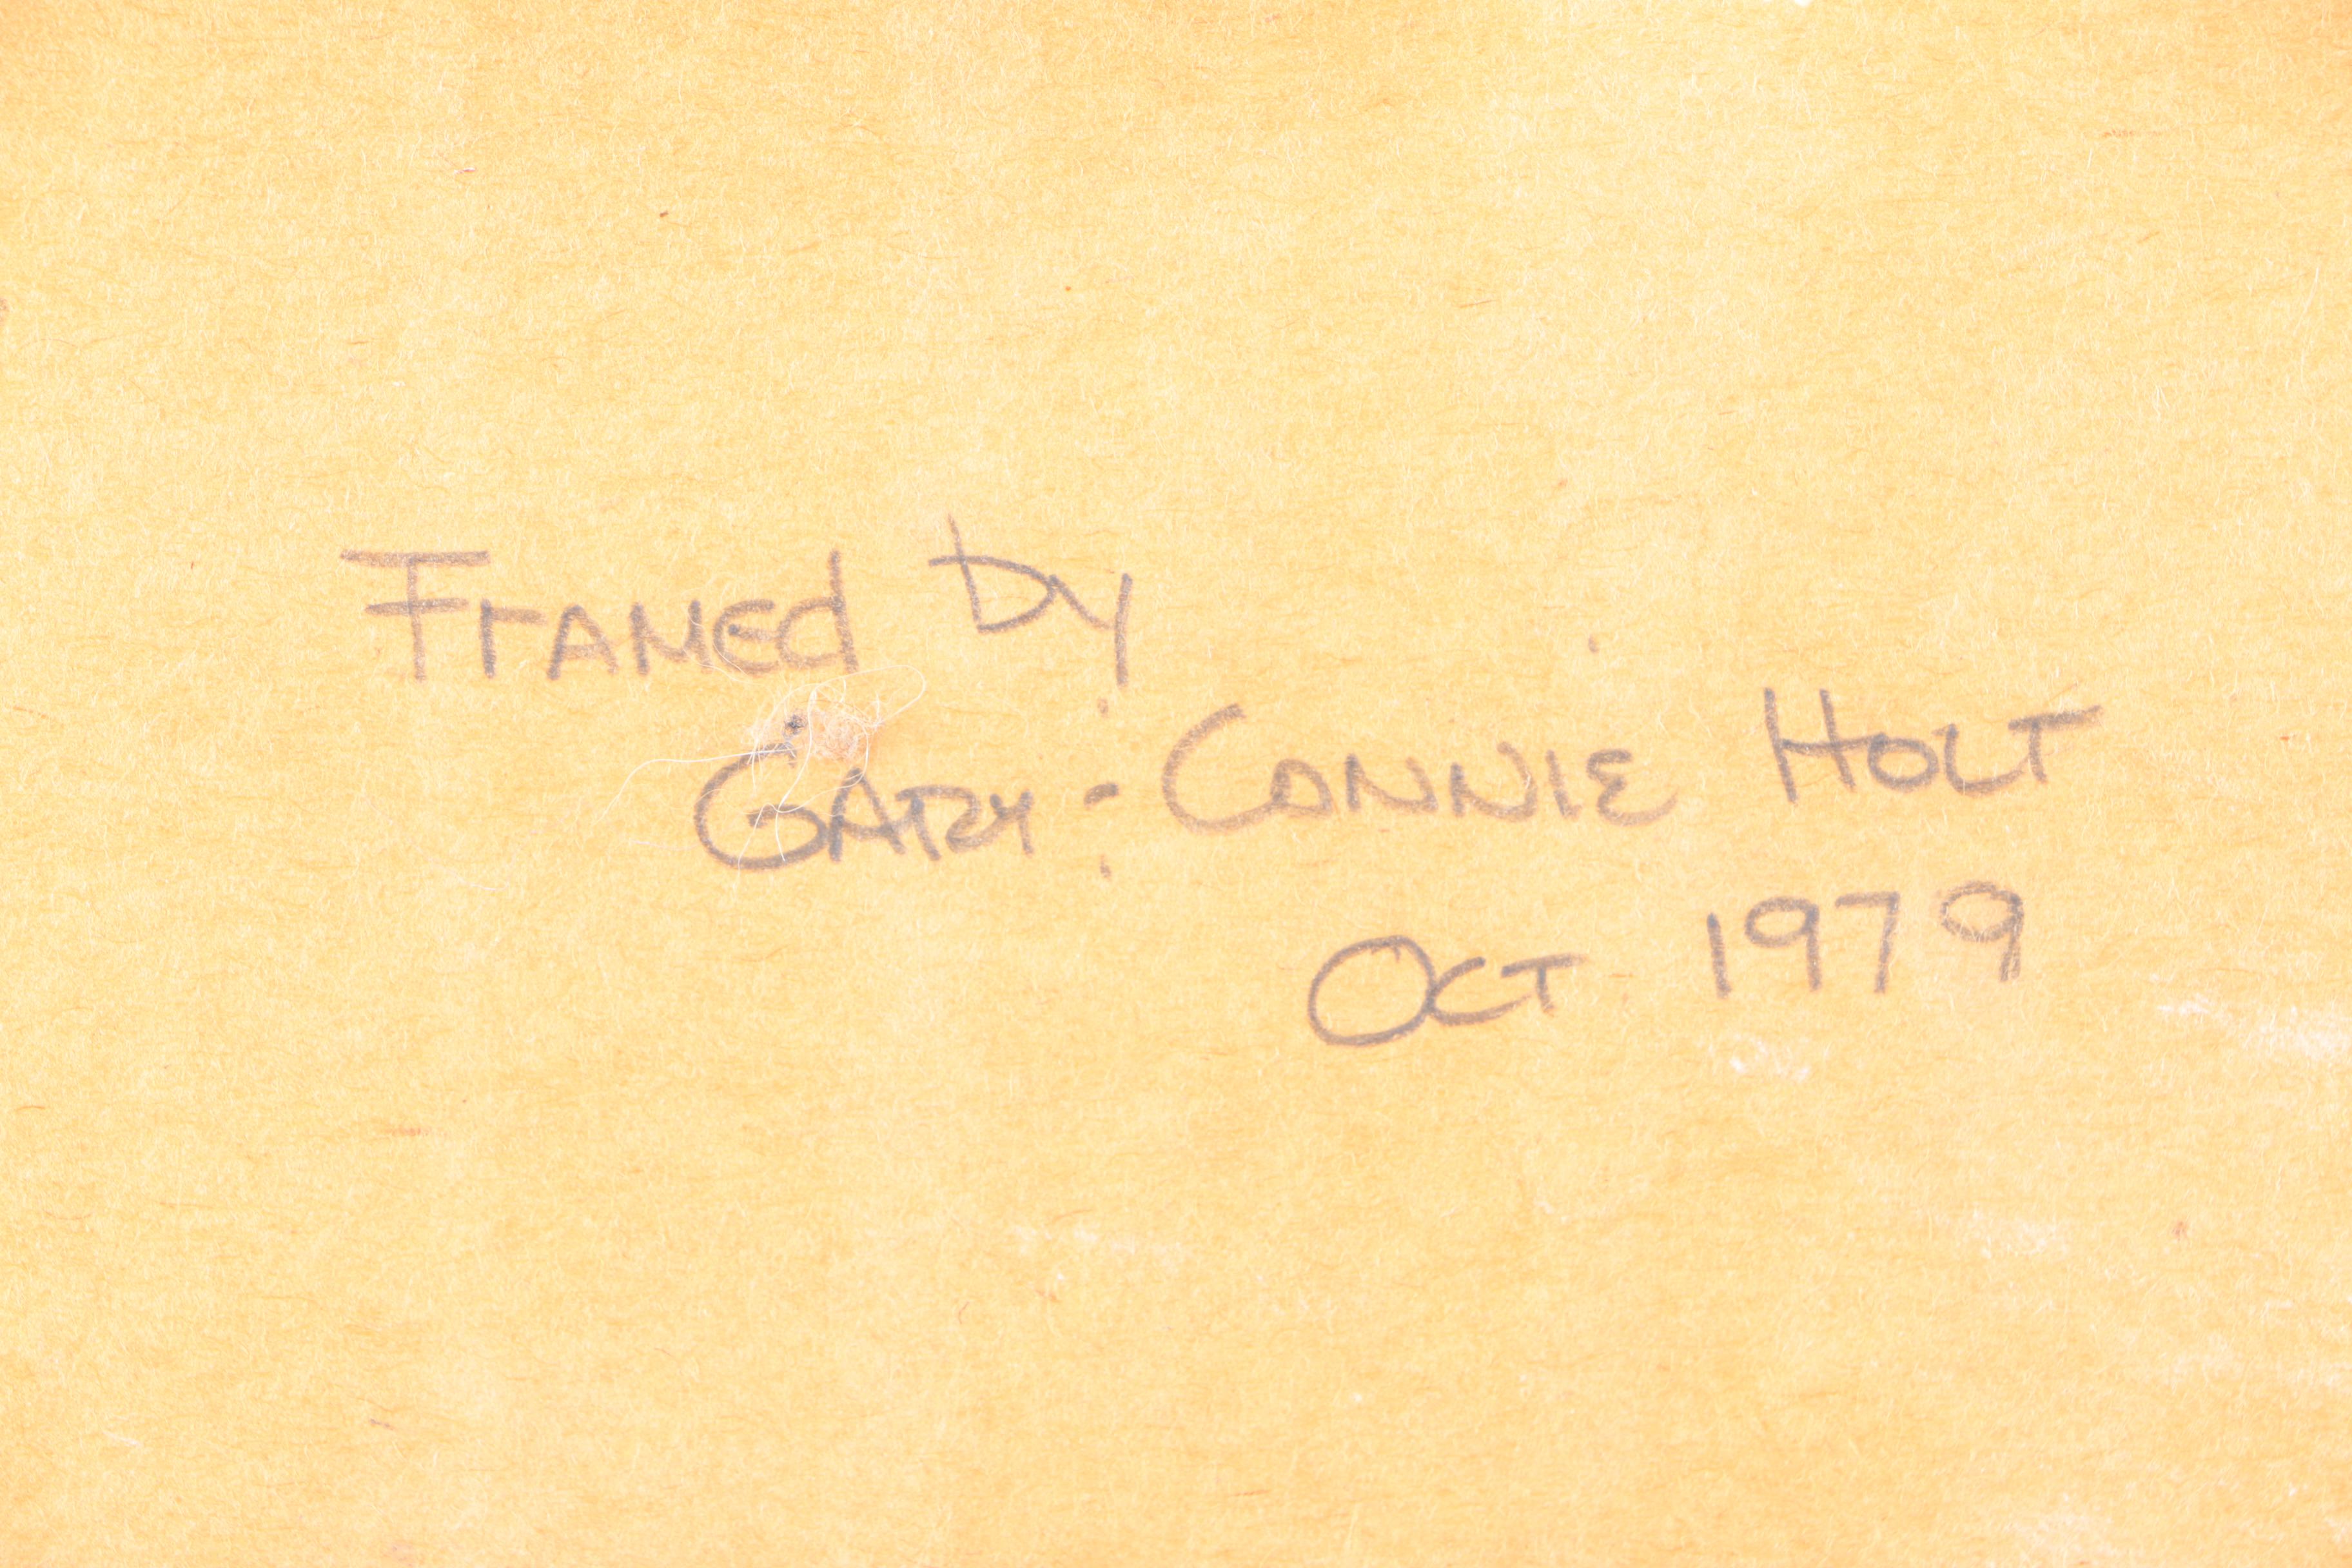 Framed by
Gary - Connie Holt
Oct 1979